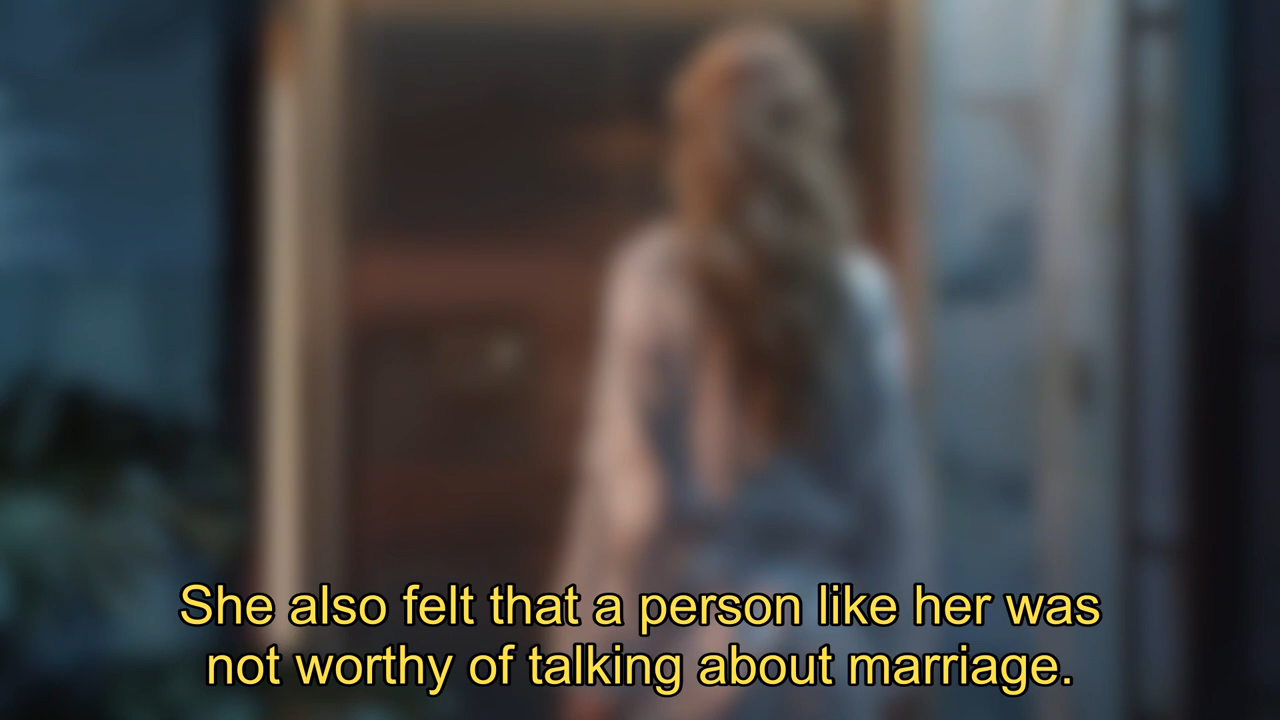 She also felt that a person like her was
not worthy of talking about marriage.